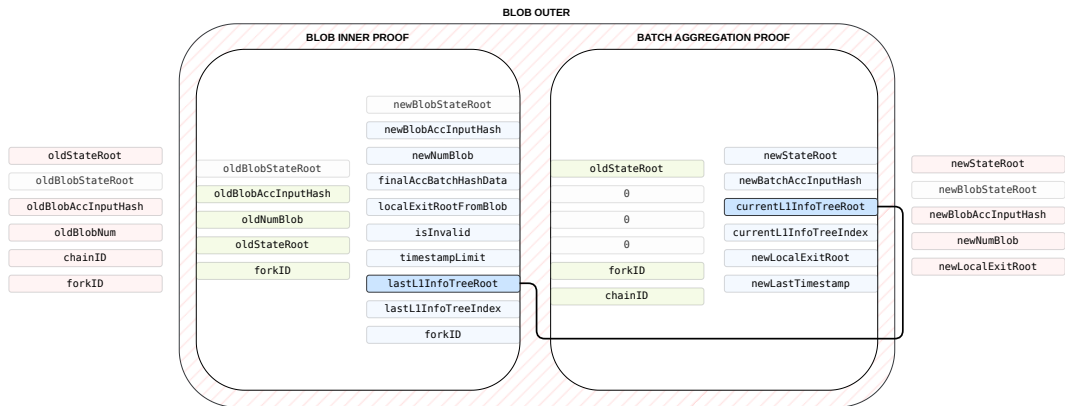 BLOB OUTER
BLOB INNER PROOF
BATCH AGGREGATION PROOF
oldStateRoot
oldBlobStateRoot
oldBlobAccInputHash
oldBlobNum
chainID
forkID
oldBlobStateRoot
oldBlobAccInputHash
oldNumBlob
oldStateRoot
forkID
newBlobStateRoot
newBlobAccInputHash
newNumBlob
finalAccBatchHashData
localExitRootFromBlob
isInvalid
timestampLimit
lastL1InfoTreeRoot
lastL1InfoTreeIndex
forkID
oldStateRoot
0
0
0
forkID
chainID
newStateRoot
newBatchAccInputHash
currentL1InfoTreeRoot
currentL1InfoTreeIndex
newLocalExitRoot
newLastTimestamp
newStateRoot
newBlobStateRoot
newBlobAccInputHash
newNumBlob
newLocalExitRoot